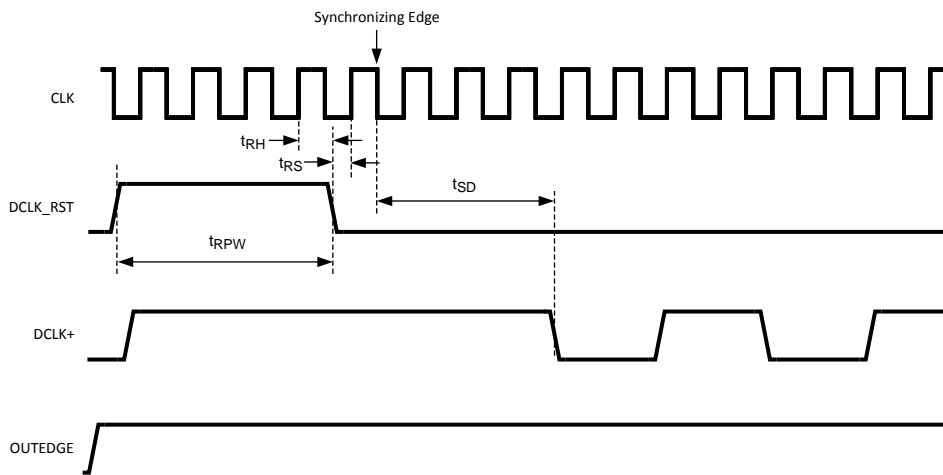 Synchronizing Edge
CLK
tRH
tRS
tSD
DCLK_RST
tRPW
DCLK+
OUTEDGE